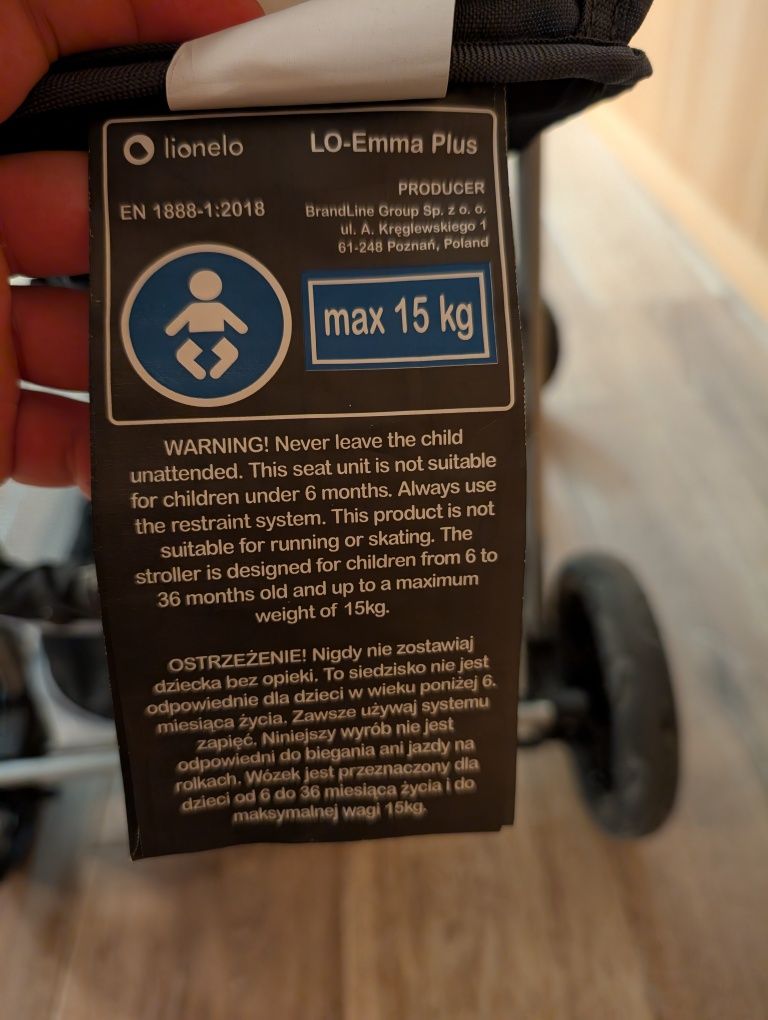 lionelo
LO-Emma Plus
EN 1888-1:2018
PRODUCER
BrandLine Group Sp. z o. o.
ul. A. Kręglewskiego 1
61-248 Poznań, Poland
max 15 kg
WARNING! Never leave the child
unattended. This seat unit is not suitable
for children under 6 months. Always use
the restraint system. This product is not
suitable for running or skating. The
stroller is designed for children from 6 to
36 months old and up to a maximum
weight of 15kg.
OSTRZEŻENIE! Nigdy nie zostawiaj
dziecka bez opieki. To siedzisko nie jest
odpowiednie dla dzieci w wieku poniżej 6.
miesiąca życia. Zawsze używaj systemu
zapięć. Niniejszy wyrób nie jest
odpowiedni do biegania ani jazdy na
rolkach. Wózek jest przeznaczony dla
dzieci od 6 do 36 miesiąca życia i do
maksymalnej wagi 15kg.